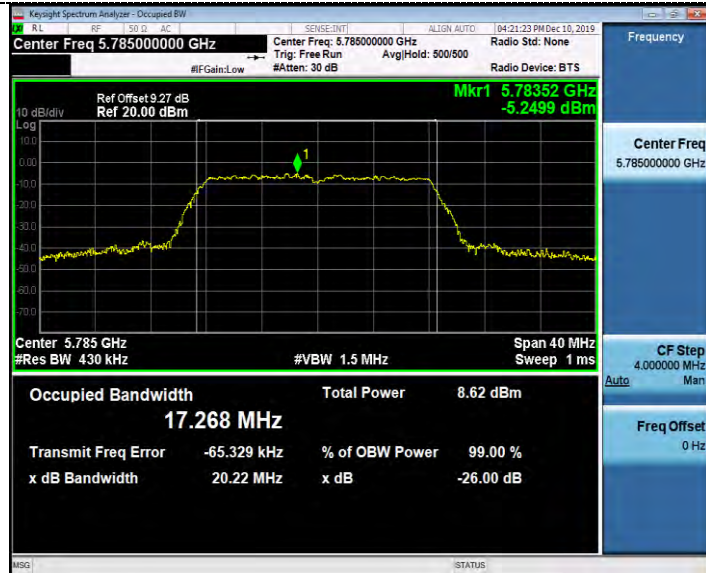 Keysight Spectrum Analyzer - Occupied BW
RL RF 50 Ω AC SENSE:INT ALIGN AUTO 04:21:23 PM Dec 10, 2019
Center Freq 5.785000000 GHz
Center Freq: 5.785000000 GHz
Radio Std: None
Trig: Free Run Avg|Hold: 500/500
#IFGain:Low
#Atten: 30 dB
Radio Device: BTS
Frequency
Mkr1 5.78352 GHz
-5.2499 dBm
Ref Offset 9.27 dB
10 dB/div Ref 20.00 dBm
Log
10.0
0.00
-10.0
-20.0
-30.0
-40.0
-50.0
-60.0
-70.0
1
Center 5.785 GHz Span 40 MHz
#Res BW 430 kHz #VBW 1.5 MHz Sweep 1 ms
Occupied Bandwidth Total Power 8.62 dBm
17.268 MHz
Transmit Freq Error -65.329 kHz % of OBW Power 99.00 %
x dB Bandwidth 20.22 MHz x dB -26.00 dB
Center Freq
5.785000000 GHz
CF Step
4.000000 MHz
Auto Man
Freq Offset
0 Hz
MSG STATUS